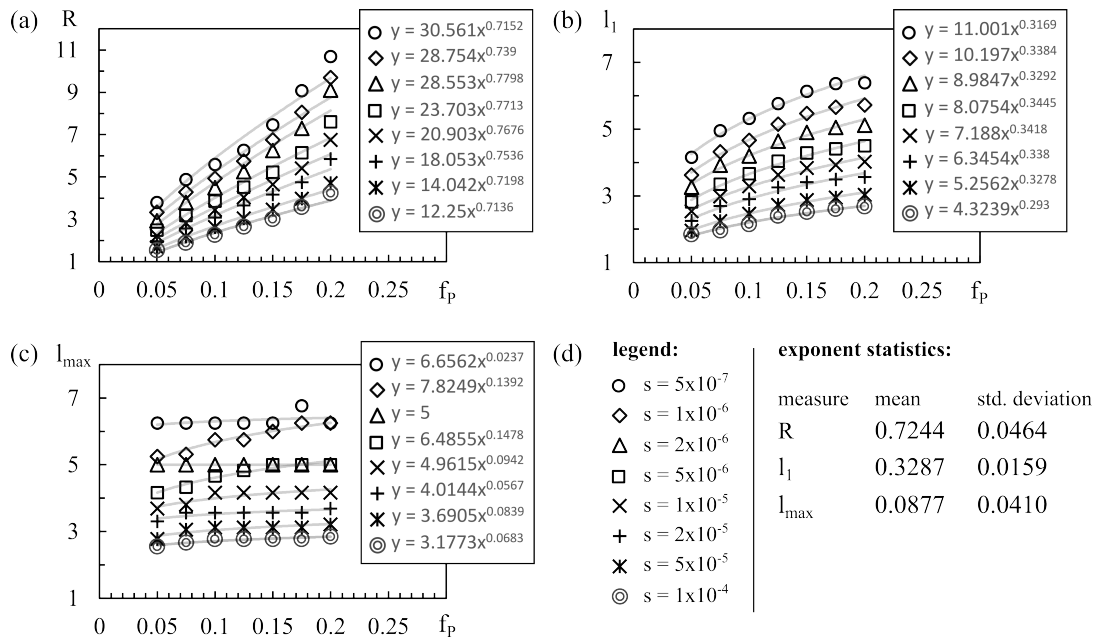 (a) R
11
9
7
5
3
1
0 0.05 0.1 0.15 0.2 0.25 fP
y = 30.561x^0.7152
y = 28.754x^0.739
y = 28.553x^0.7798
y = 23.703x^0.7713
y = 20.903x^0.7676
y = 18.053x^0.7536
y = 14.042x^0.7198
y = 12.25x^0.7136
(b) l1
7
5
3
1
0 0.05 0.1 0.15 0.2 0.25 fP
y = 11.001x^0.3169
y = 10.197x^0.3384
y = 8.9847x^0.3292
y = 8.0754x^0.3445
y = 7.188x^0.3418
y = 6.3454x^0.338
y = 5.2562x^0.3278
y = 4.3239x^0.293
(c) lmax
7
5
3
1
0 0.05 0.1 0.15 0.2 0.25 fP
y = 6.6562x^0.0237
y = 7.8249x^0.1392
y = 5
y = 6.4855x^0.1478
y = 4.9615x^0.0942
y = 4.0144x^0.0567
y = 3.6905x^0.0839
y = 3.1773x^0.0683
(d) legend:
s = 5x10^-7
s = 1x10^-6
s = 2x10^-6
s = 5x10^-6
s = 1x10^-5
s = 2x10^-5
s = 5x10^-5
s = 1x10^-4
exponent statistics:
measure mean std. deviation
R 0.7244 0.0464
l1 0.3287 0.0159
lmax 0.0877 0.0410